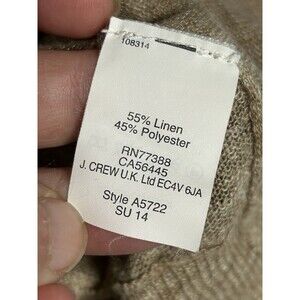 108314
55% Linen
45% Polyester
RN77388
CA56445
J. CREW U.K. Ltd EC4V 6JA
Style A5722
SU 14